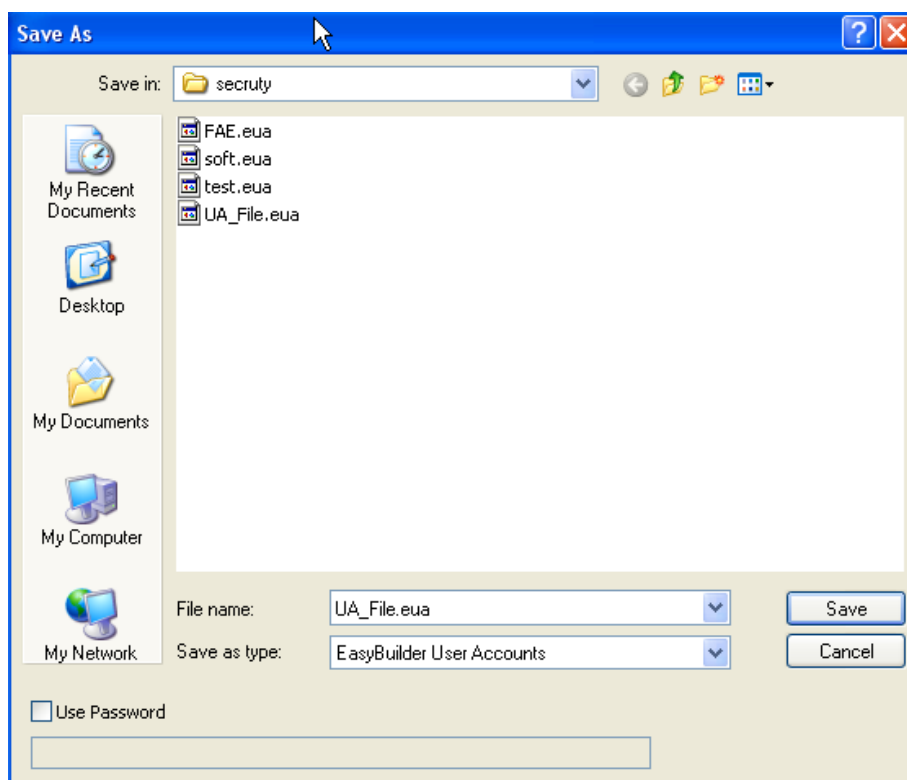 Save As
Save in:
secruty
FAE.eua
soft.eua
test.eua
UA_File.eua
My Recent
Documents
Desktop
My Documents
My Computer
My Network
File name:
UA_File.eua
Save
Save as type:
EasyBuilder User Accounts
Cancel
Use Password